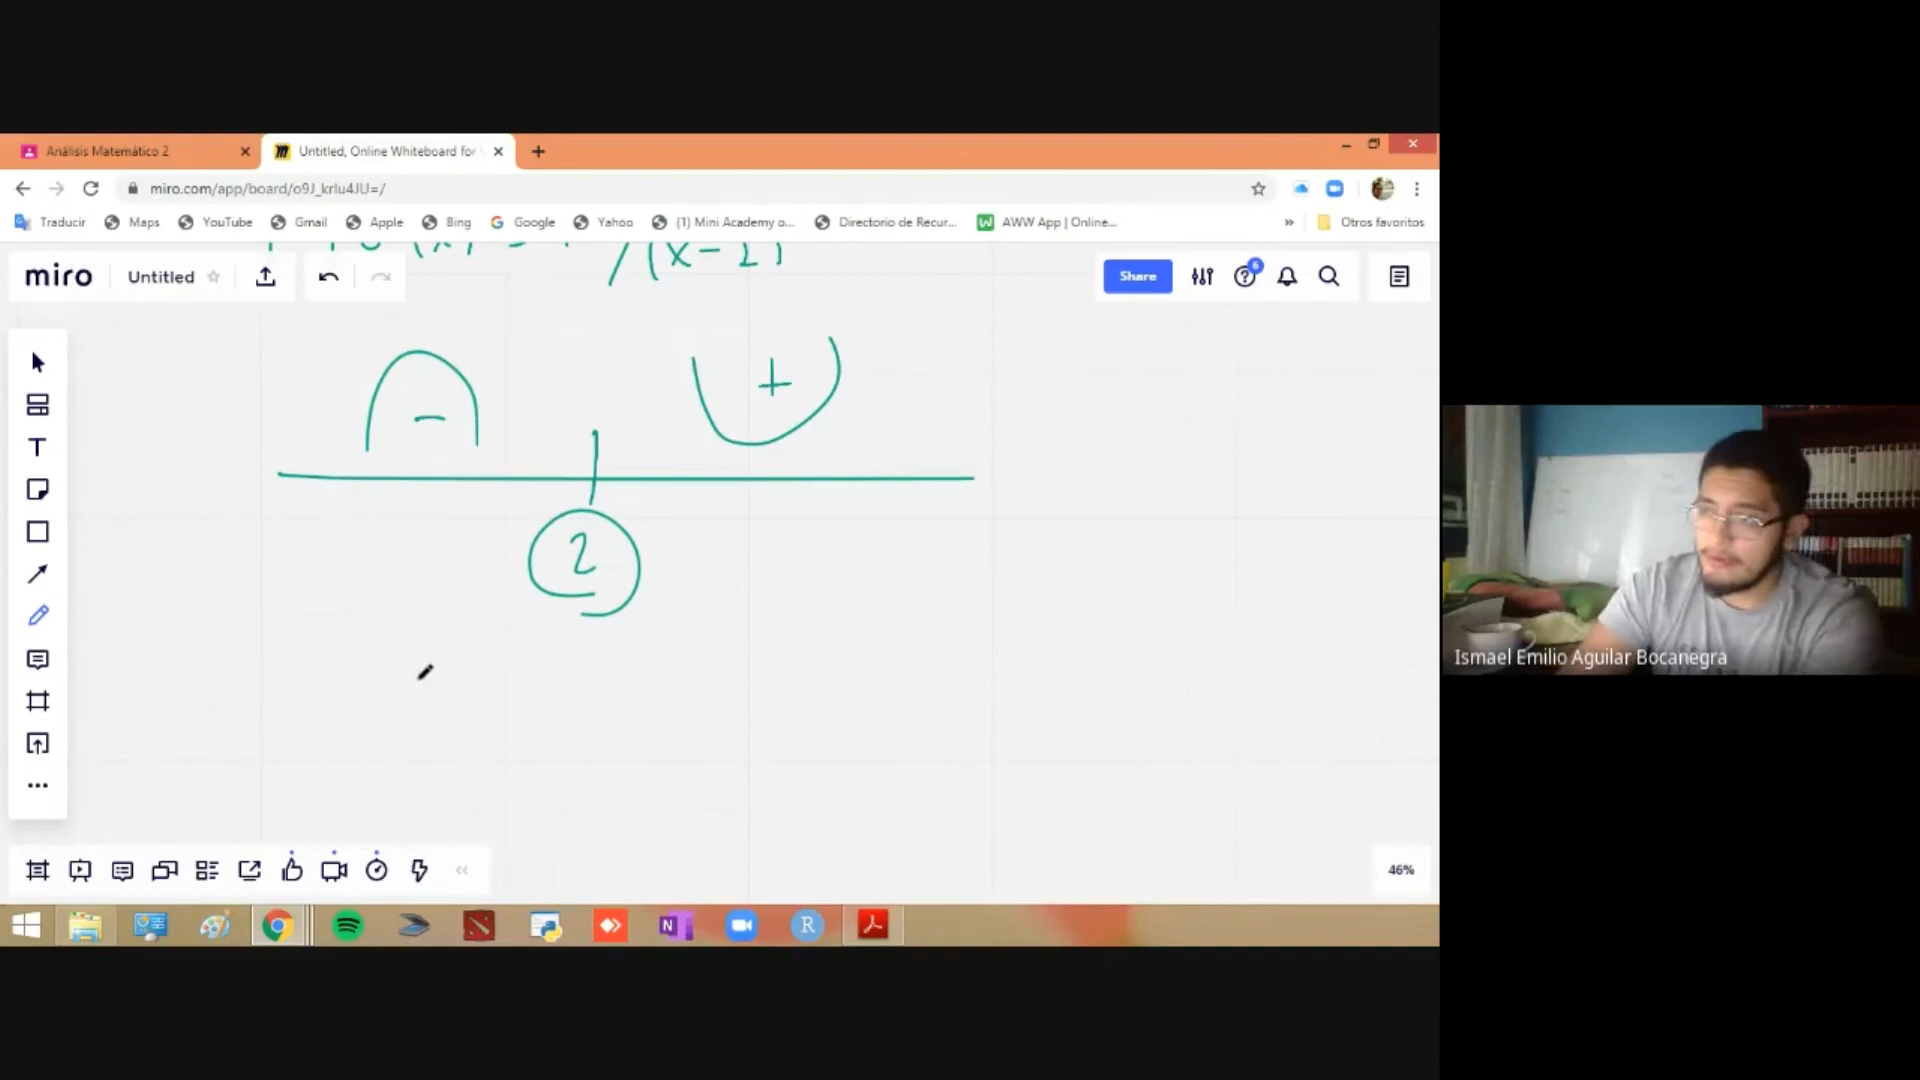 Análisis Matemático 2
Untitled, Online Whiteboard for
miro.com/app/board/o9J_krlu4JU=/
Traducir Maps YouTube Gmail Apple Bing Google Yahoo (1) Mini Academy o... Directorio de Recur... AWW App | Online... » Otros favoritos
/(x-2)
miro Untitled Share 6
- +
2
Ismael Emilio Aguilar Bocanegra
46%